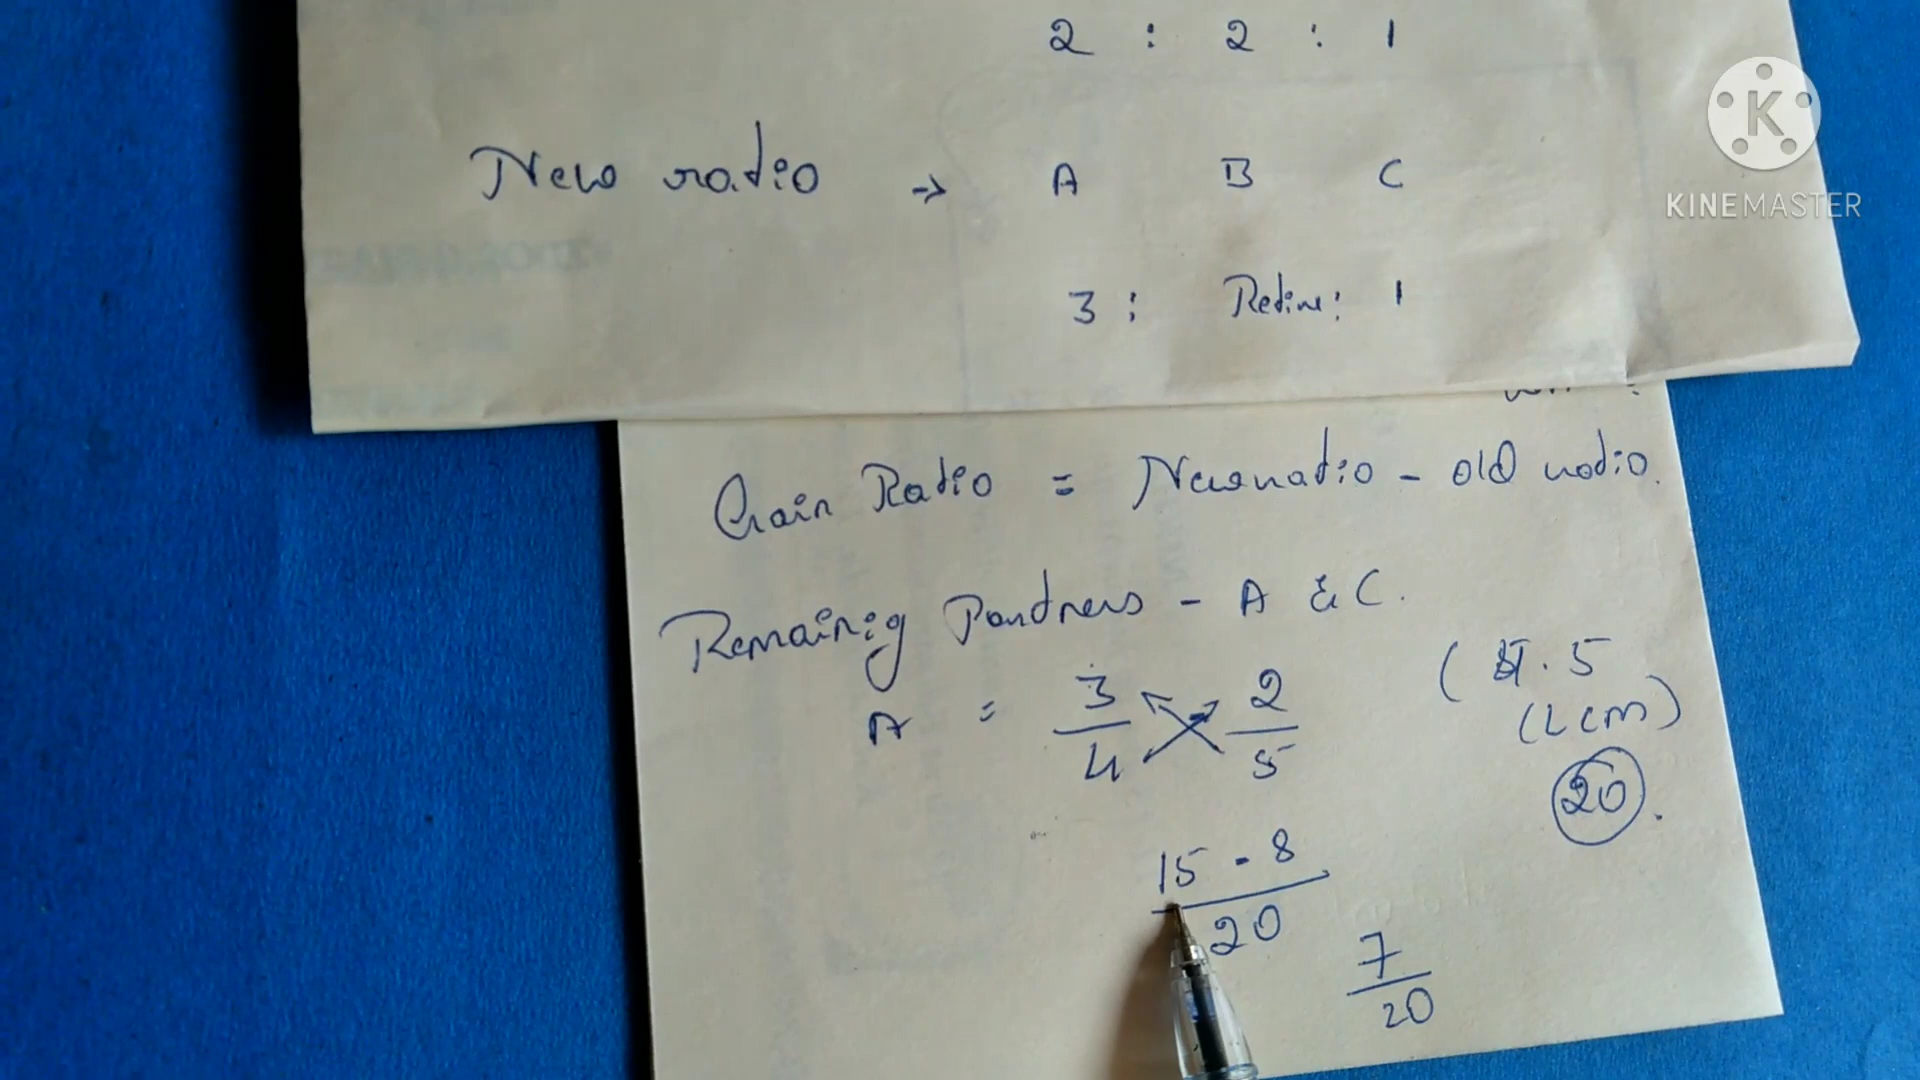 2 : 2 : 1
K
KINEMASTER
New ratio → A B C
3 : Retire : 1
Gain Ratio = New ratio - old ratio.
Remaining Partners - A & C.
A = 3/4 2/5
( 4. 5
(Lcm)
20.
15 - 8
20
7
20